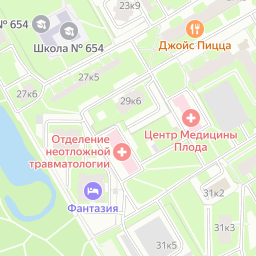 23к9
№ 654
Школа № 654
Джойс Пицца
27к5
27к6
29к6
Центр Медицины
Плода
Отделение
неотложной
травматологии
Фантазия
31к2
31к3
31к5